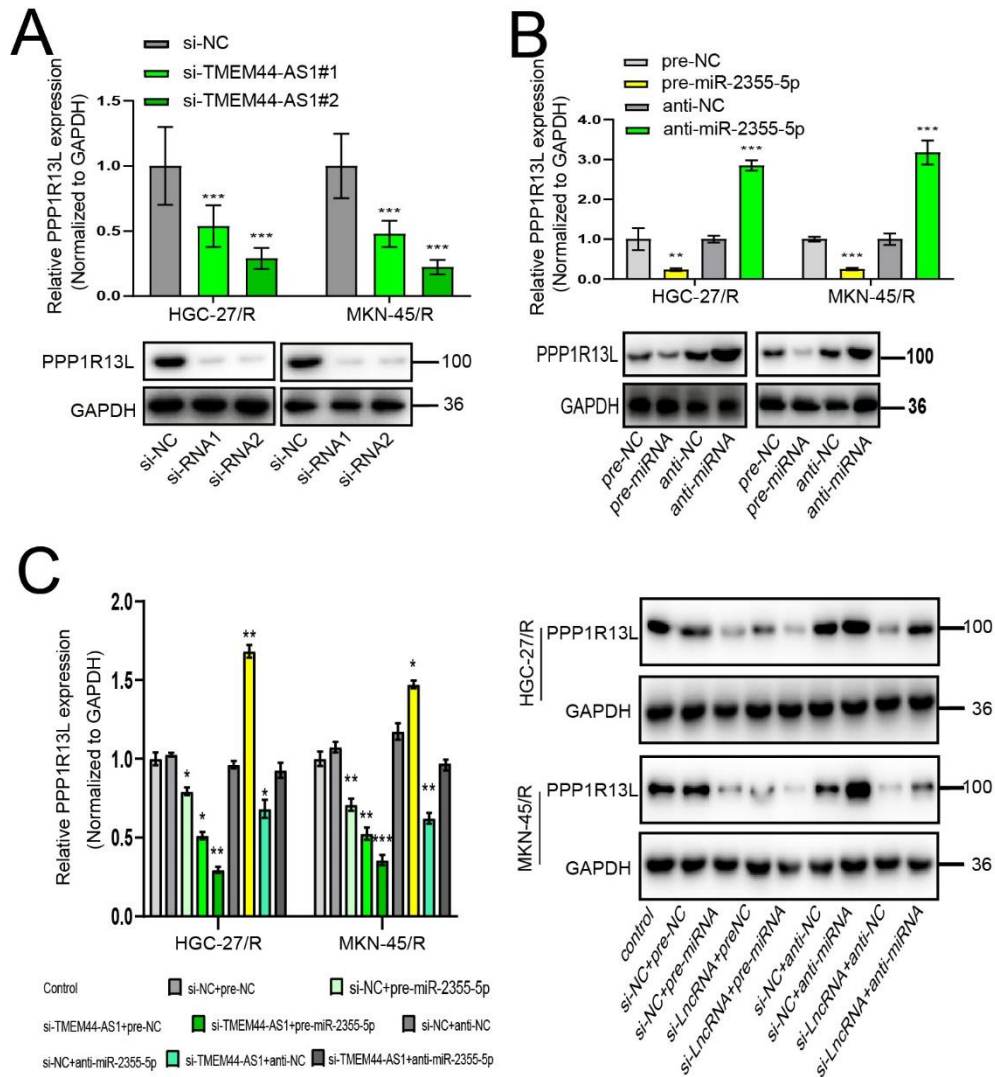 A
si-NC
si-TMEM44-AS1#1
si-TMEM44-AS1#2
Relative PPP1R13L expression
(Normalized to GAPDH)
1.5
1.0
0.5
0.0
***
***
***
***
HGC-27/R
MKN-45/R
PPP1R13L
100
GAPDH
36
si-NC
si-RNA1
si-RNA2
si-NC
si-RNA1
si-RNA2
B
pre-NC
pre-miR-2355-5p
anti-NC
anti-miR-2355-5p
Relative PPP1R13L expression
(Normalized to GAPDH)
4.0
3.0
2.0
1.0
0.0
**
***
***
***
HGC-27/R
MKN-45/R
PPP1R13L
100
GAPDH
36
pre-NC
pre-miRNA
anti-NC
anti-miRNA
pre-NC
pre-miRNA
anti-NC
anti-miRNA
C
Relative PPP1R13L expression
(Normalized to GAPDH)
2.0
1.5
1.0
0.5
0.0
*
*
**
**
*
**
**
***
*
**
HGC-27/R
MKN-45/R
Control
si-NC+pre-NC
si-NC+pre-miR-2355-5p
si-TMEM44-AS1+pre-NC
si-TMEM44-AS1+pre-miR-2355-5p
si-NC+anti-NC
si-NC+anti-miR-2355-5p
si-TMEM44-AS1+anti-NC
si-TMEM44-AS1+anti-miR-2355-5p
HGC-27/R
PPP1R13L
100
GAPDH
36
MKN-45/R
PPP1R13L
100
GAPDH
36
control
si-NC+pre-NC
si-NC+pre-miRNA
si-LncRNA+preNC
si-LncRNA+pre-miRNA
si-NC+anti-NC
si-NC+anti-miRNA
si-LncRNA+anti-NC
si-LncRNA+anti-miRNA